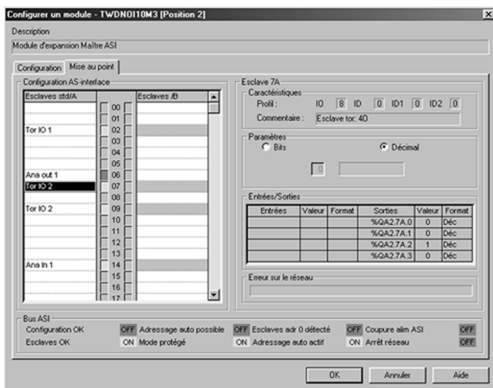 Configurer un module - TWDNOI10M3 [Position 2]
Description
Module d'expansion Maître ASI
Configuration Mise au point
Configuration AS-interface
Esclaves std/A Esclaves /B
00
01
Tor IO 1 02
03
04
05
Ana out 1 06
Tor IO 2 07
08
Tor IO 2 09
10
11
12
13
Ana In 1 14
15
16
17
Esclave 7A
Caractéristiques
Profil : IO 8 ID 0 ID1 0 ID2 0
Commentaire : Esclave tor: 40
Paramètres
Bits Décimal
0
Entrées/Sorties
Entrées Valeur Format Sorties Valeur Format
%QA2.7A.0 0 Déc
%QA2.7A.1 0 Déc
%QA2.7A.2 1 Déc
%QA2.7A.3 0 Déc
Erreur sur le réseau
Bus ASI
Configuration OK OFF Adressage auto possible OFF Esclaves adr 0 détecté OFF Coupure alim ASI OFF
Esclaves OK ON Mode protégé ON Adressage auto actif ON Arrêt réseau OFF
OK Annuler Aide